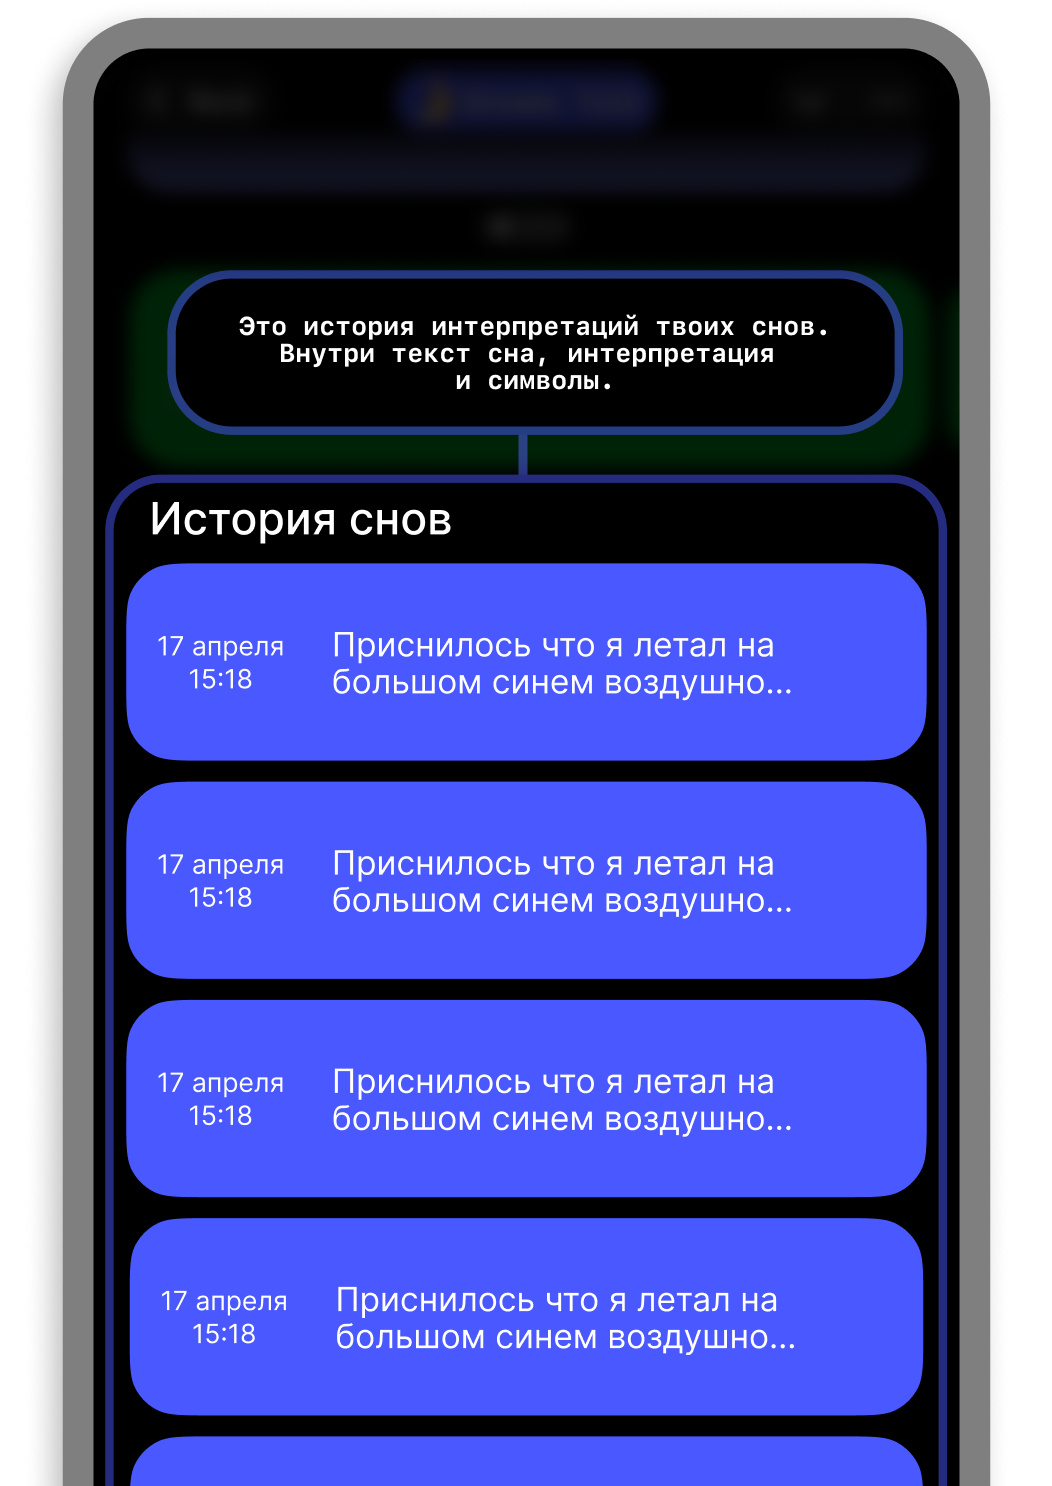 Это история интерпретаций твоих снов.
Внутри текст сна, интерпретация
и символы.
История снов
17 апреля
15:18
Приснилось что я летал на
большом синем воздушно...
17 апреля
15:18
Приснилось что я летал на
большом синем воздушно...
17 апреля
15:18
Приснилось что я летал на
большом синем воздушно...
17 апреля
15:18
Приснилось что я летал на
большом синем воздушно...